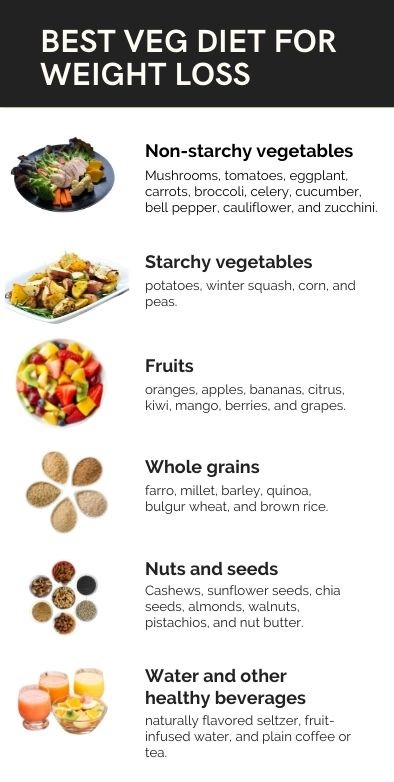 BEST VEG DIET FOR
WEIGHT LOSS
Non-starchy vegetables
Mushrooms, tomatoes, eggplant,
carrots, broccoli, celery, cucumber,
bell pepper, cauliflower, and zucchini.
Starchy vegetables
potatoes, winter squash, corn, and
peas.
Fruits
oranges, apples, bananas, citrus,
kiwi, mango, berries, and grapes.
Whole grains
farro, millet, barley, quinoa,
bulgur wheat, and brown rice.
Nuts and seeds
Cashews, sunflower seeds, chia
seeds, almonds, walnuts,
pistachios, and nut butter.
Water and other
healthy beverages
naturally flavored seltzer, fruit-
infused water, and plain coffee or
tea.